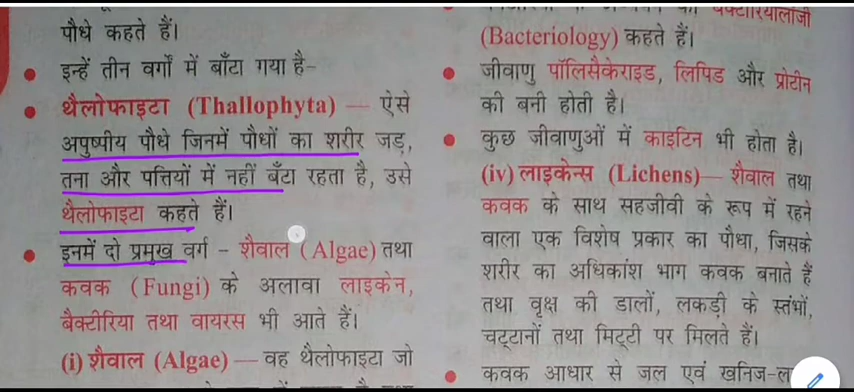 पौधे कहते हैं।
इन्हें तीन वर्गों में बाँटा गया है-
थैलोफाइटा (Thallophyta) — ऐसे
अपुष्पीय पौधे जिनमें पौधों का शरीर जड़,
तना और पत्तियों में नहीं बँटा रहता है, उसे
थैलोफाइटा कहते हैं।
इनमें दो प्रमुख वर्ग - शैवाल (Algae) तथा
कवक (Fungi) के अलावा लाइकेन,
बैक्टीरिया तथा वायरस भी आते हैं।
(i) शैवाल (Algae) — वह थैलोफाइटा जो
बैक्टीरियोलॉजी
(Bacteriology) कहते हैं।
जीवाणु पॉलिसैकेराइड, लिपिड और प्रोटीन
की बनी होती है।
कुछ जीवाणुओं में काइटिन भी होता है।
(iv) लाइकेन्स (Lichens)— शैवाल तथा
कवक के साथ सहजीवी के रूप में रहने
वाला एक विशेष प्रकार का पौधा, जिसके
शरीर का अधिकांश भाग कवक बनाते हैं
तथा वृक्ष की डालों, लकड़ी के स्तंभों,
चट्टानों तथा मिट्टी पर मिलते हैं।
कवक आधार से जल एवं खनिज-ल